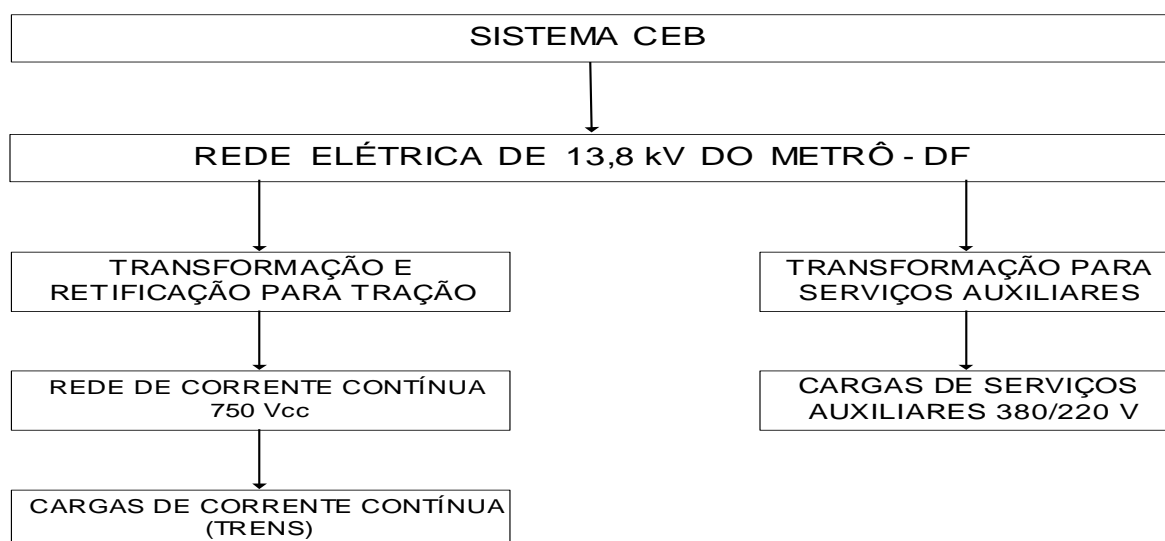 SISTEMA CEB
REDE ELÉTRICA DE 13,8 kV DO METRÔ - DF
TRANSFORMAÇÃO E
RETIFICAÇÃO PARA TRAÇÃO
TRANSFORMAÇÃO PARA
SERVIÇOS AUXILIARES
REDE DE CORRENTE CONTÍNUA
750 Vcc
CARGAS DE SERVIÇOS
AUXILIARES 380/220 V
CARGAS DE CORRENTE CONTÍNUA
(TRENS)